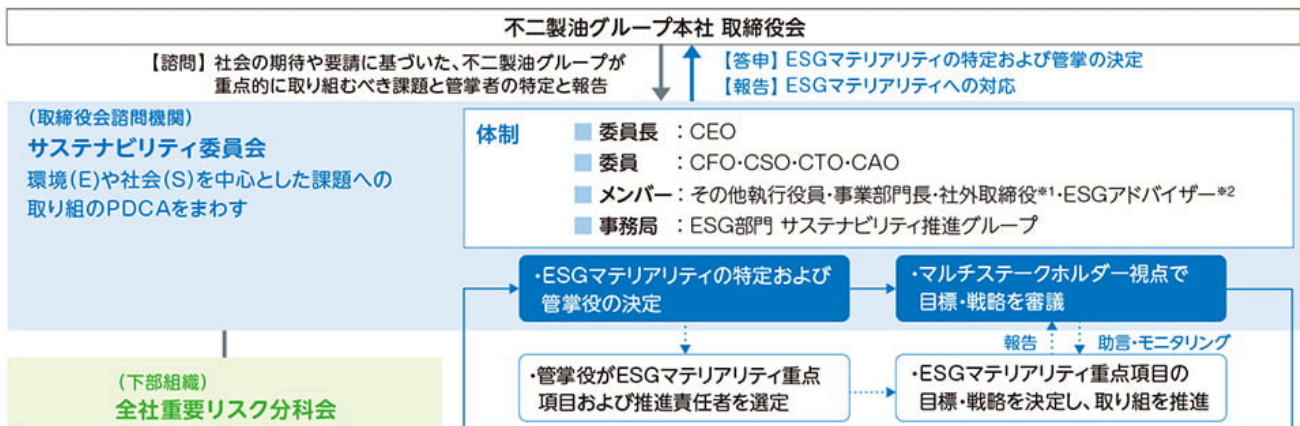 不二製油グループ本社 取締役会
【諮問】社会の期待や要請に基づいた、不二製油グループが
重点的に取り組むべき課題と管掌者の特定と報告
【答申】ESGマテリアリティの特定および管掌の決定
【報告】ESGマテリアリティへの対応
(取締役会諮問機関)
サステナビリティ委員会
環境(E)や社会(S)を中心とした課題への
取り組のPDCAをまわす
体制
委員長 ：CEO
委員 ：CFO・CSO・CTO・CAO
メンバー：その他執行役員・事業部門長・社外取締役※1・ESGアドバイザー※2
事務局 ：ESG部門 サステナビリティ推進グループ
・ESGマテリアリティの特定および
管掌役の決定
・マルチステークホルダー視点で
目標・戦略を審議
報告
助言・モニタリング
・管掌役がESGマテリアリティ重点
項目および推進責任者を選定
・ESGマテリアリティ重点項目の
目標・戦略を決定し、取り組を推進
(下部組織)
全社重要リスク分科会